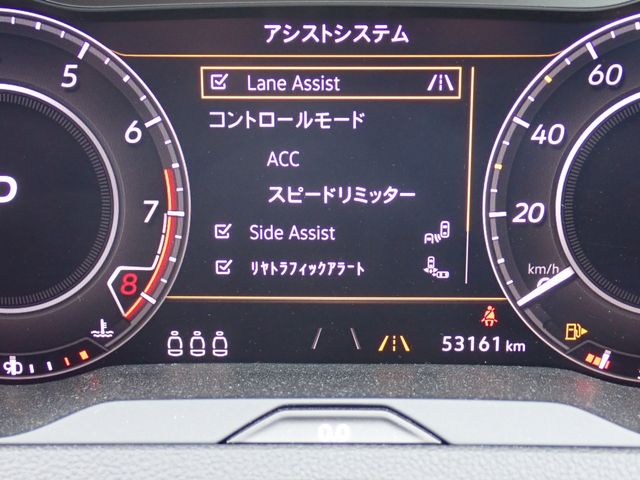 アシストシステム
Lane Assist
コントロールモード
ACC
スピードリミッター
Side Assist
ﾘﾔﾄﾗﾌｨｯｸｱﾗｰﾄ
5
6
7
8
60
40
20
km/h
53161 km
90